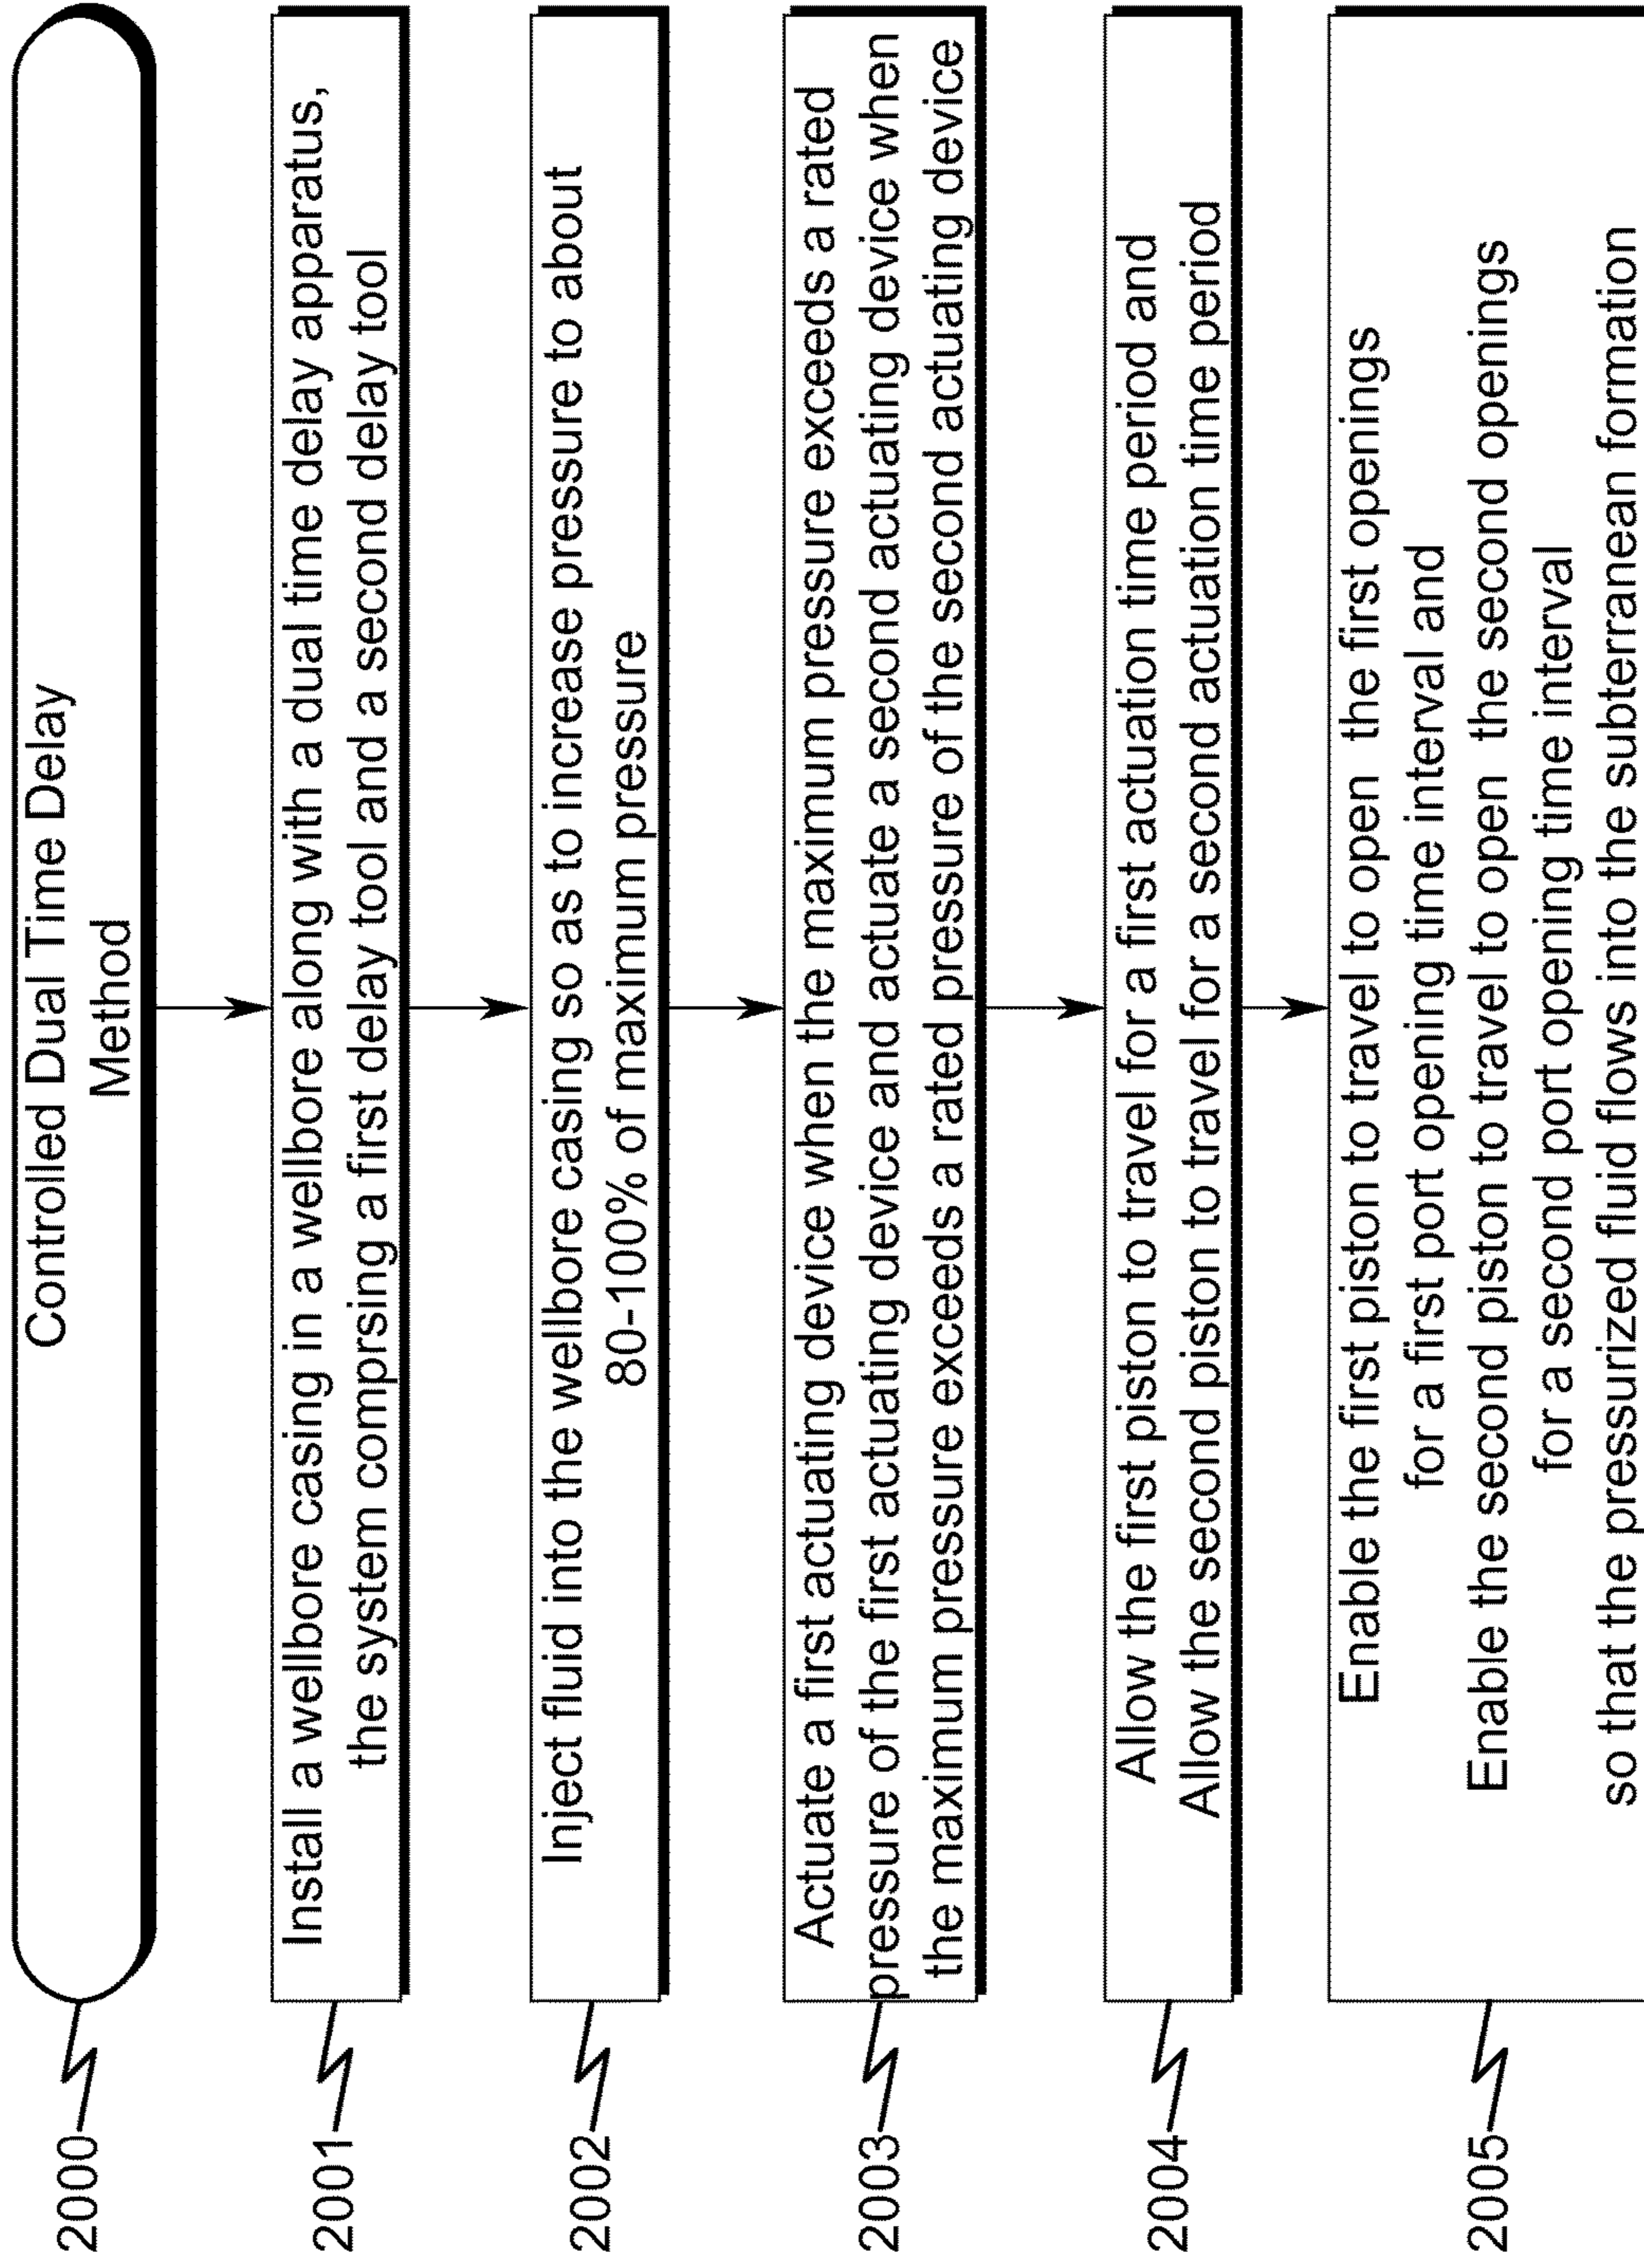 Controlled Dual Time Delay
Method
2000
Install a wellbore casing in a wellbore along with a dual time delay apparatus,
the system comprsing a first delay tool and a second delay tool
2001
Inject fluid into the wellbore casing so as to increase pressure to about
80-100% of maximum pressure
2002
Actuate a first actuating device when the maximum pressure exceeds a rated
pressure of the first actuating device and actuate a second actuating device when
the maximum pressure exceeds a rated pressure of the second actuating device
2003
Allow the first piston to travel for a first actuation time period and
Allow the second piston to travel for a second actuation time period
2004
Enable the first piston to travel to open the first openings
for a first port opening time interval and
Enable the second piston to travel to open the second openings
for a second port opening time interval
so that the pressurized fluid flows into the subterranean formation
2005